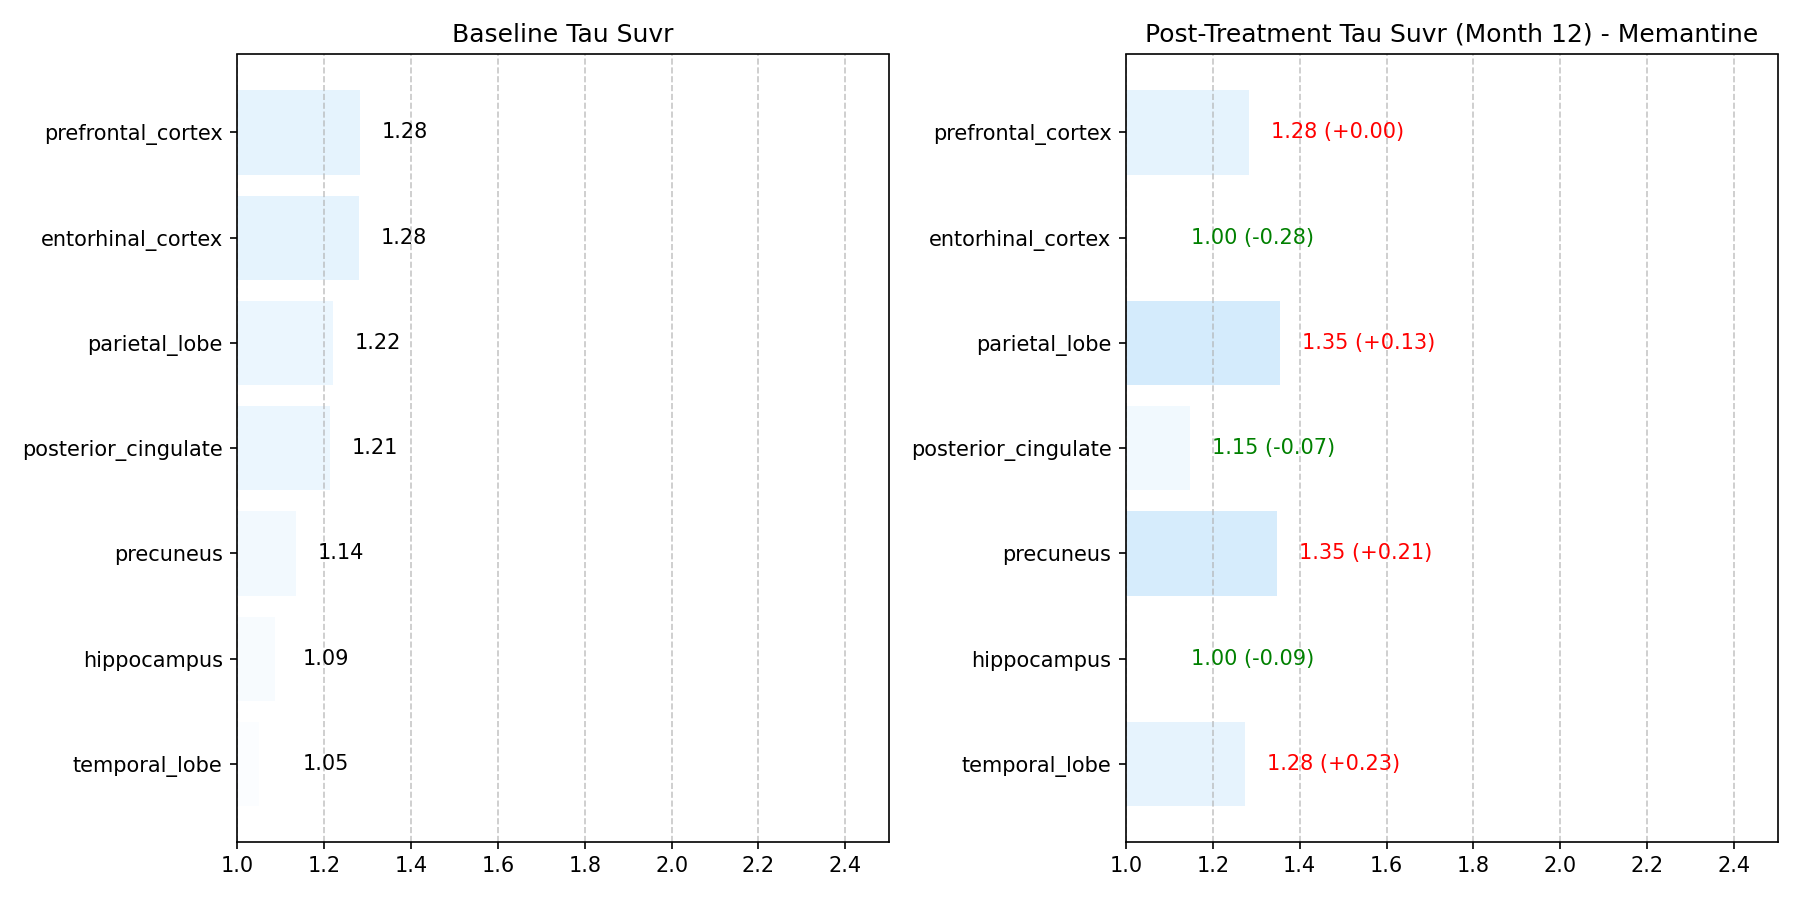 Baseline Tau Suvr
prefrontal_cortex
1.28
entorhinal_cortex
1.28
parietal_lobe
1.22
posterior_cingulate
1.21
precuneus
1.14
hippocampus
1.09
temporal_lobe
1.05
1.0 1.2 1.4 1.6 1.8 2.0 2.2 2.4
Post-Treatment Tau Suvr (Month 12) - Memantine
prefrontal_cortex
1.28 (+0.00)
entorhinal_cortex
1.00 (-0.28)
parietal_lobe
1.35 (+0.13)
posterior_cingulate
1.15 (-0.07)
precuneus
1.35 (+0.21)
hippocampus
1.00 (-0.09)
temporal_lobe
1.28 (+0.23)
1.0 1.2 1.4 1.6 1.8 2.0 2.2 2.4